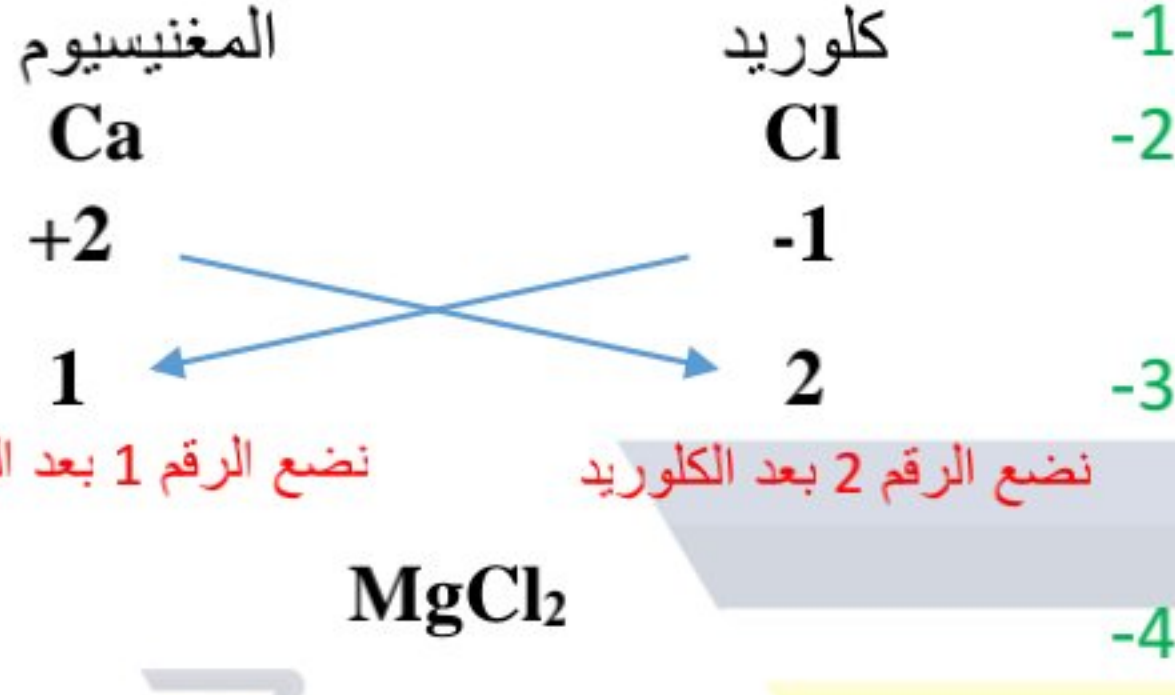 -1 كلوريد المغنيسيوم
-2 Cl Ca
-1 +2
-3 2 1
نضع الرقم 2 بعد الكلوريد نضع الرقم 1 بعد
-4
MgCl₂